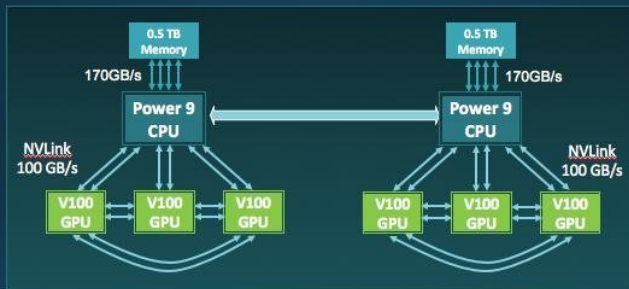 0.5 TB
Memory
170GB/s
Power 9
CPU
NVLink
100 GB/s
V100
GPU
V100
GPU
V100
GPU
0.5 TB
Memory
170GB/s
Power 9
CPU
NVLink
100 GB/s
V100
GPU
V100
GPU
V100
GPU